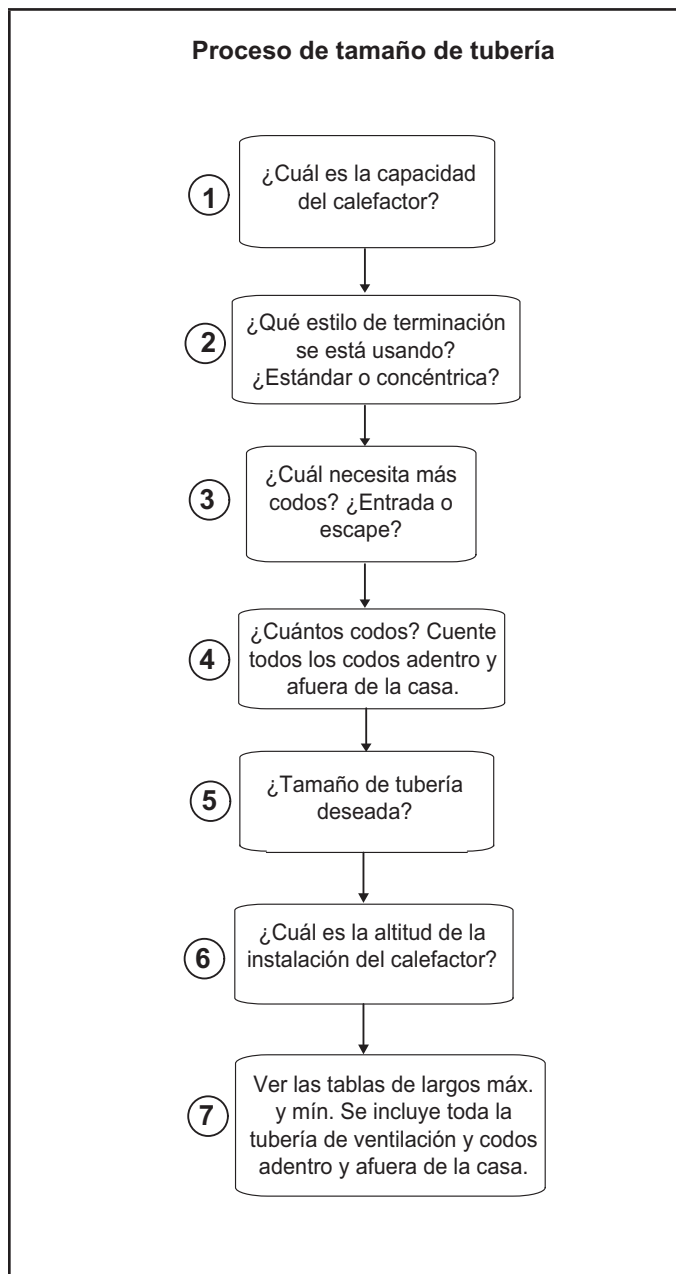 Proceso de tamaño de tubería
1
¿Cuál es la capacidad
del calefactor?
2
¿Qué estilo de terminación
se está usando?
¿Estándar o concéntrica?
3
¿Cuál necesita más
codos? ¿Entrada o
escape?
4
¿Cuántos codos? Cuente
todos los codos adentro y
afuera de la casa.
5
¿Tamaño de tubería
deseada?
6
¿Cuál es la altitud de la
instalación del calefactor?
7
Ver las tablas de largos máx.
y mín. Se incluye toda la
tubería de ventilación y codos
adentro y afuera de la casa.